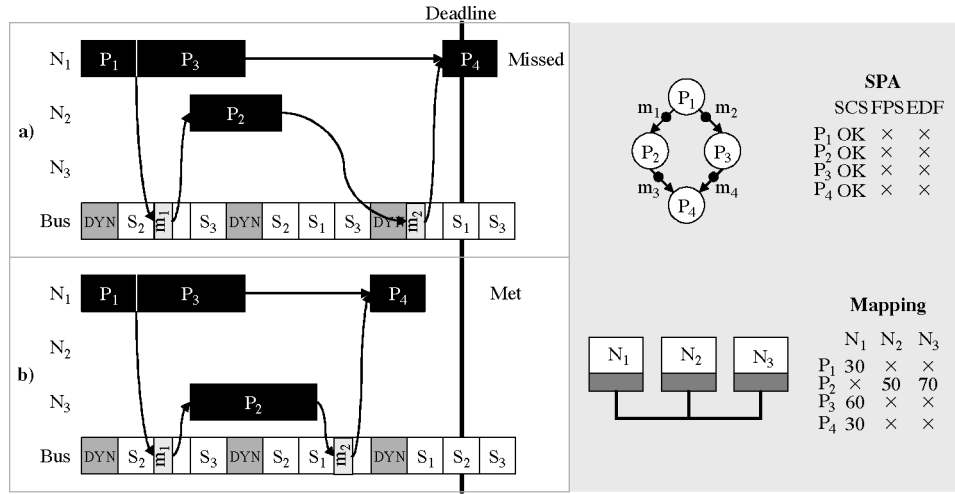 Deadline
N1 P1 P3 P4 Missed
N2 P2
a)
N3
Bus DYN S2 m1 S3 DYN S2 S1 S3 DYN m2 S1 S3
N1 P1 P3 P4 Met
N2
b)
N3 P2
Bus DYN S2 m1 S3 DYN S2 S1 m2 DYN S1 S2 S3
P1
m1 m2
P2 P3
m3 m4
P4
SPA
SCS FPS EDF
P1 OK × ×
P2 OK × ×
P3 OK × ×
P4 OK × ×
N1 N2 N3
Mapping
N1 N2 N3
P1 30 × ×
P2 × 50 70
P3 60 × ×
P4 30 × ×